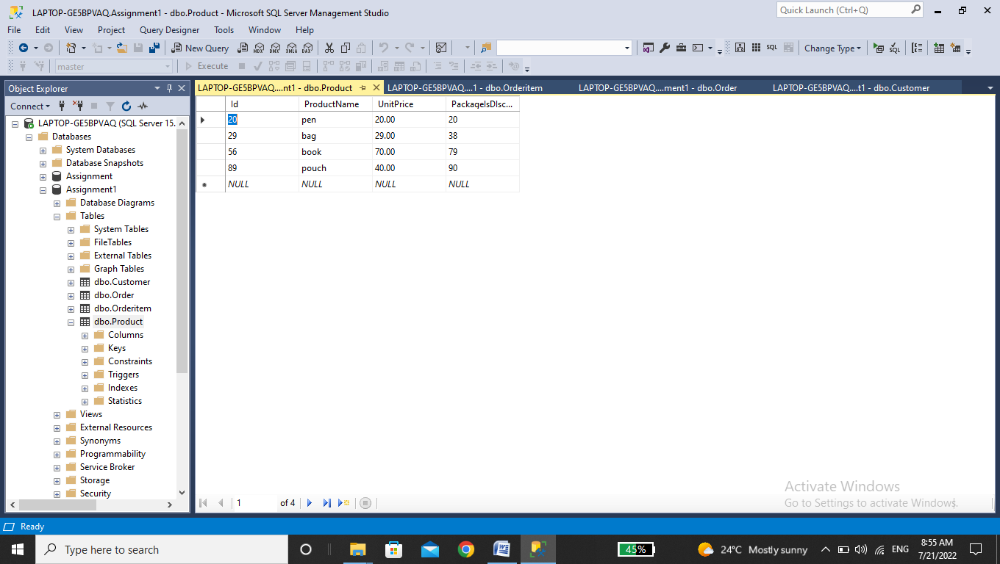 LAPTOP-GE5BPVAQ.Assignment1 - dbo.Product - Microsoft SQL Server Management Studio
Quick Launch (Ctrl+Q)
File Edit View Project Query Designer Tools Window Help
New Query MDX DMX XMLA DAX SQL Change Type SQL
master Execute
Object Explorer
LAPTOP-GE5BPVAQ....nt1 - dbo.Product LAPTOP-GE5BPVAQ....1 - dbo.Orderitem LAPTOP-GE5BPVAQ....ment1 - dbo.Order LAPTOP-GE5BPVAQ....t1 - dbo.Customer
Connect
LAPTOP-GE5BPVAQ (SQL Server 15.
Databases
System Databases
Database Snapshots
Assignment
Assignment1
Database Diagrams
Tables
System Tables
FileTables
External Tables
Graph Tables
dbo.Customer
dbo.Order
dbo.Orderitem
dbo.Product
Columns
Keys
Constraints
Triggers
Indexes
Statistics
Views
External Resources
Synonyms
Programmability
Service Broker
Storage
Security
Id ProductName UnitPrice PackageIsDIsc...
20 pen 20.00 20
29 bag 29.00 38
56 book 70.00 79
89 pouch 40.00 90
NULL NULL NULL NULL
1 of 4
Activate Windows
Go to Settings to activate Windows.
Ready
Type here to search
45%
24°C Mostly sunny
ENG
8:55 AM
7/21/2022